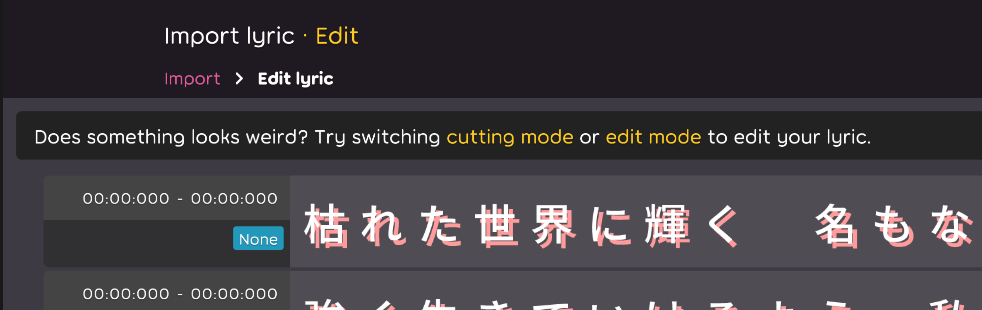 Import lyric · Edit
Import > Edit lyric
Does something looks weird? Try switching cutting mode or edit mode to edit your lyric.
00:00:000 - 00:00:000
None
枯れた世界に輝く 名もな
00:00:000 - 00:00:000